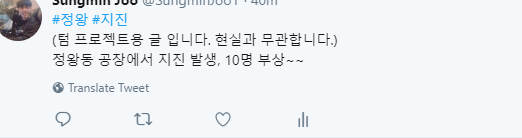 Sungmin Joo @Sungminboo1 · 40m
#정왕 #지진
(텀 프로젝트용 글 입니다. 현실과 무관합니다.)
정왕동 공장에서 지진 발생, 10명 부상~~
Translate Tweet